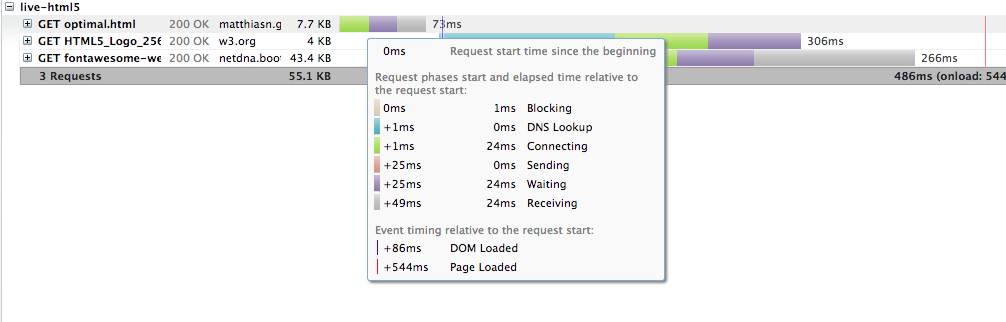 live-html5
GET optimal.html 200 OK matthiasn.g 7.7 KB 73ms
GET HTML5_Logo_256 200 OK w3.org 4 KB 306ms
GET fontawesome-we 200 OK netdna.boo 43.4 KB 266ms
3 Requests 55.1 KB 486ms (onload: 544
0ms Request start time since the beginning
Request phases start and elapsed time relative to
the request start:
0ms 1ms Blocking
+1ms 0ms DNS Lookup
+1ms 24ms Connecting
+25ms 0ms Sending
+25ms 24ms Waiting
+49ms 24ms Receiving
Event timing relative to the request start:
+86ms DOM Loaded
+544ms Page Loaded